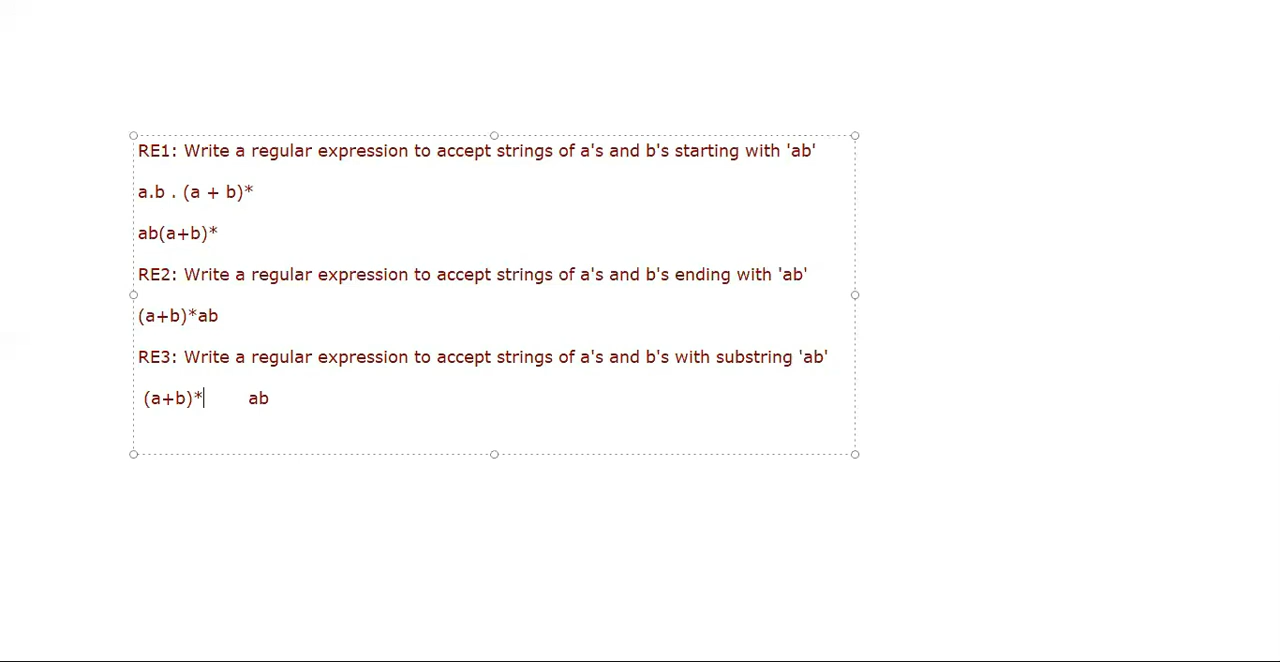 RE1: Write a regular expression to accept strings of a's and b's starting with 'ab'
a.b . (a + b)*
ab(a+b)*
RE2: Write a regular expression to accept strings of a's and b's ending with 'ab'
(a+b)*ab
RE3: Write a regular expression to accept strings of a's and b's with substring 'ab'
(a+b)* ab